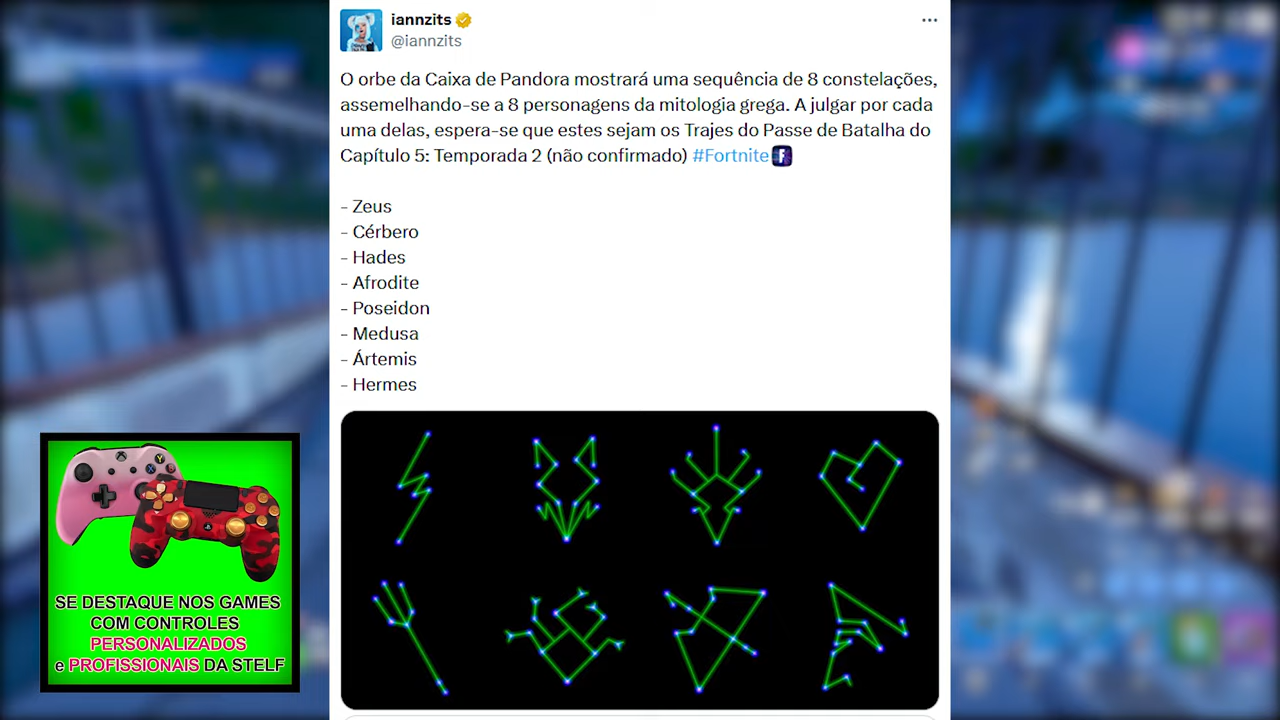 iannzits
@iannzits
O orbe da Caixa de Pandora mostrará uma sequência de 8 constelações,
assemelhando-se a 8 personagens da mitologia grega. A julgar por cada
uma delas, espera-se que estes sejam os Trajes do Passe de Batalha do
Capítulo 5: Temporada 2 (não confirmado) #Fortnite
- Zeus
- Cérbero
- Hades
- Afrodite
- Poseidon
- Medusa
- Ártemis
- Hermes
SE DESTAQUE NOS GAMES
COM CONTROLES
PERSONALIZADOS
e PROFISSIONAIS DA STELF